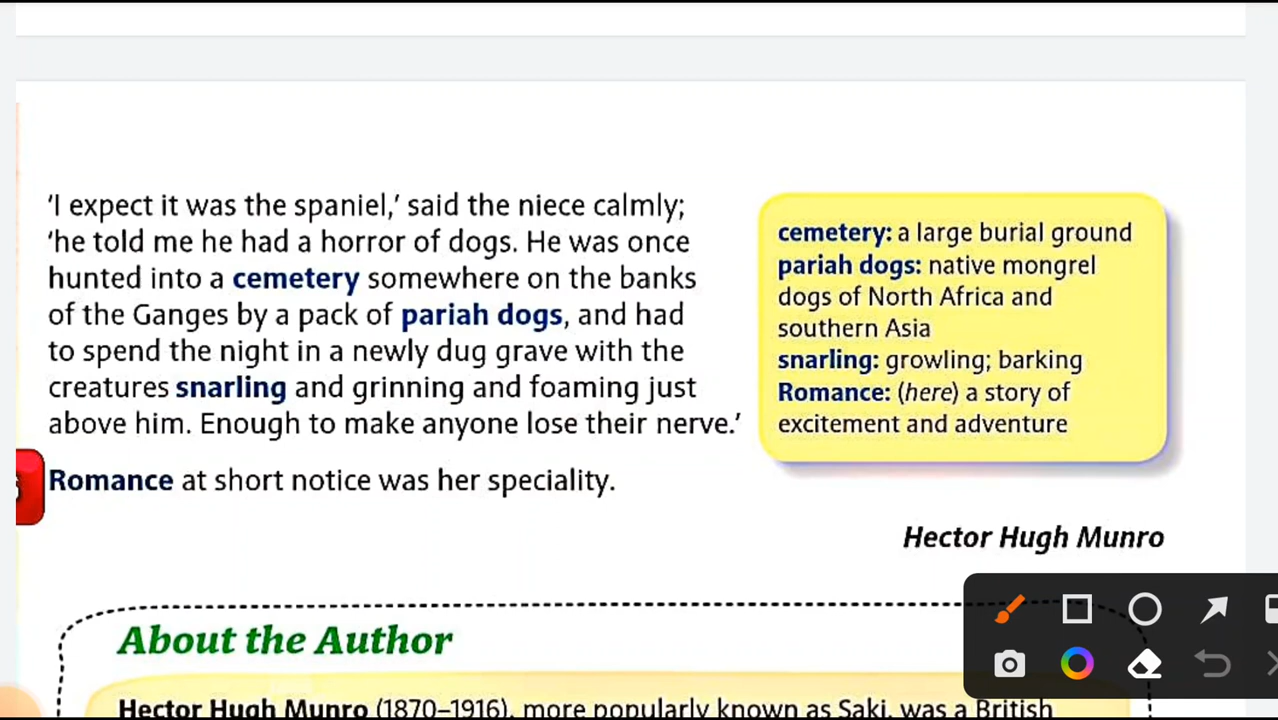 ‘I expect it was the spaniel,’ said the niece calmly;
‘he told me he had a horror of dogs. He was once
hunted into a cemetery somewhere on the banks
of the Ganges by a pack of pariah dogs, and had
to spend the night in a newly dug grave with the
creatures snarling and grinning and foaming just
above him. Enough to make anyone lose their nerve.’
Romance at short notice was her speciality.
cemetery: a large burial ground
pariah dogs: native mongrel
dogs of North Africa and
southern Asia
snarling: growling; barking
Romance: (here) a story of
excitement and adventure
Hector Hugh Munro
About the Author
Hector Hugh Munro (1870–1916), more popularly known as Saki, was a British